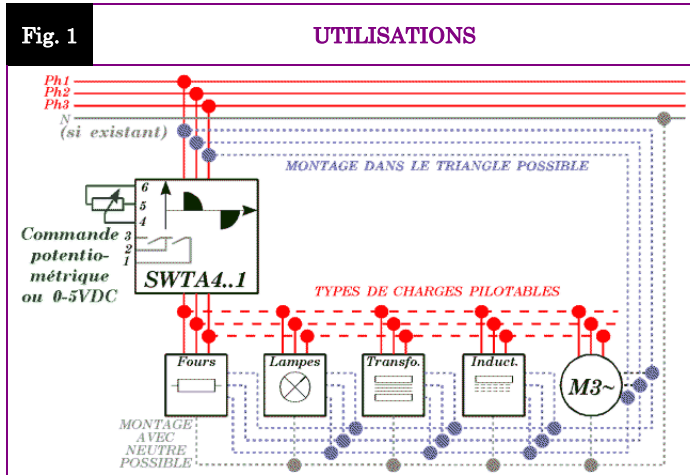 Fig. 1
UTILISATIONS
Ph1
Ph2
Ph3
N
(si existant)
MONTAGE DANS LE TRIANGLE POSSIBLE
6
5
4
3
2
1
Commande
potentio-
métrique
ou 0-5VDC
SWTA4..1
TYPES DE CHARGES PILOTABLES
Fours
Lampes
Transfo.
Induct.
M3~
MONTAGE
AVEC
NEUTRE
POSSIBLE